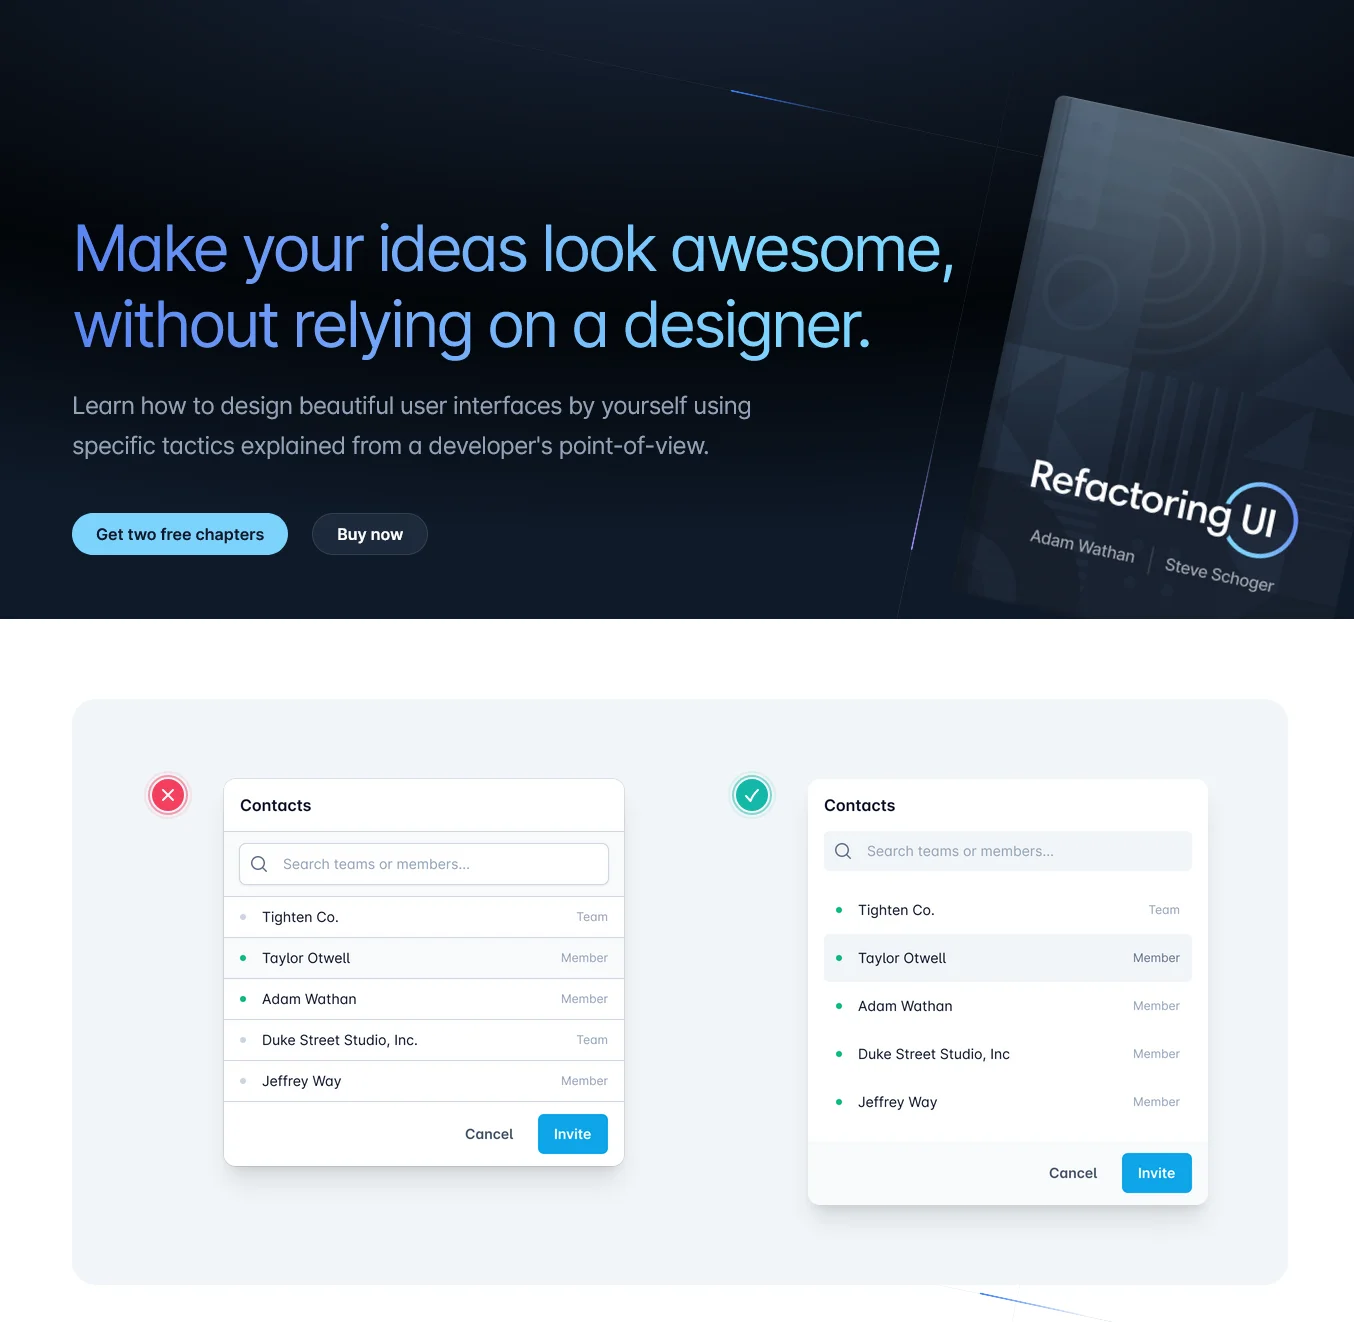 Make your ideas look awesome,
without relying on a designer.
Learn how to design beautiful user interfaces by yourself using
specific tactics explained from a developer's point-of-view.
Get two free chapters
Buy now
Refactoring UI
Adam Wathan | Steve Schoger
Contacts
Search teams or members...
Tighten Co. Team
Taylor Otwell Member
Adam Wathan Member
Duke Street Studio, Inc. Team
Jeffrey Way Member
Cancel Invite
Contacts
Search teams or members...
Tighten Co. Team
Taylor Otwell Member
Adam Wathan Member
Duke Street Studio, Inc Member
Jeffrey Way Member
Cancel Invite